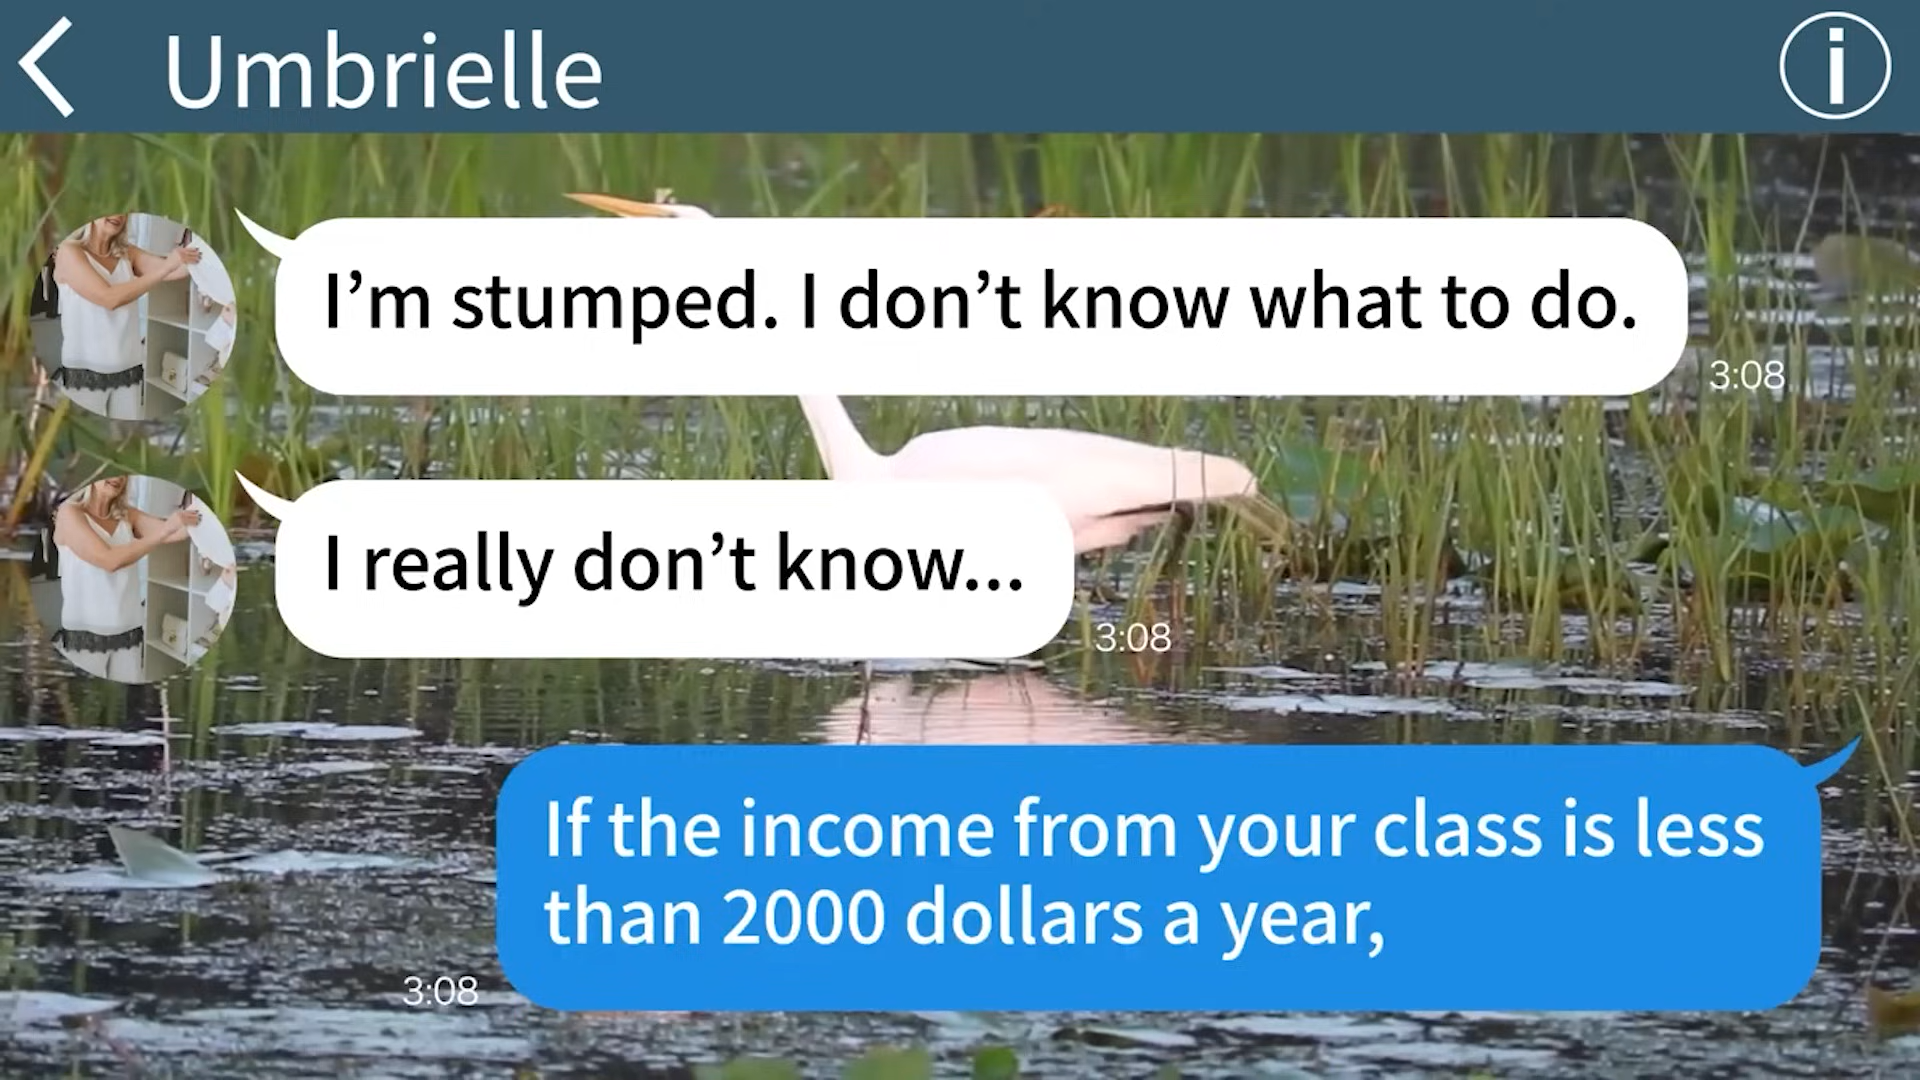 Umbrielle
I’m stumped. I don’t know what to do.
3:08
I really don’t know...
3:08
If the income from your class is less
than 2000 dollars a year,
3:08